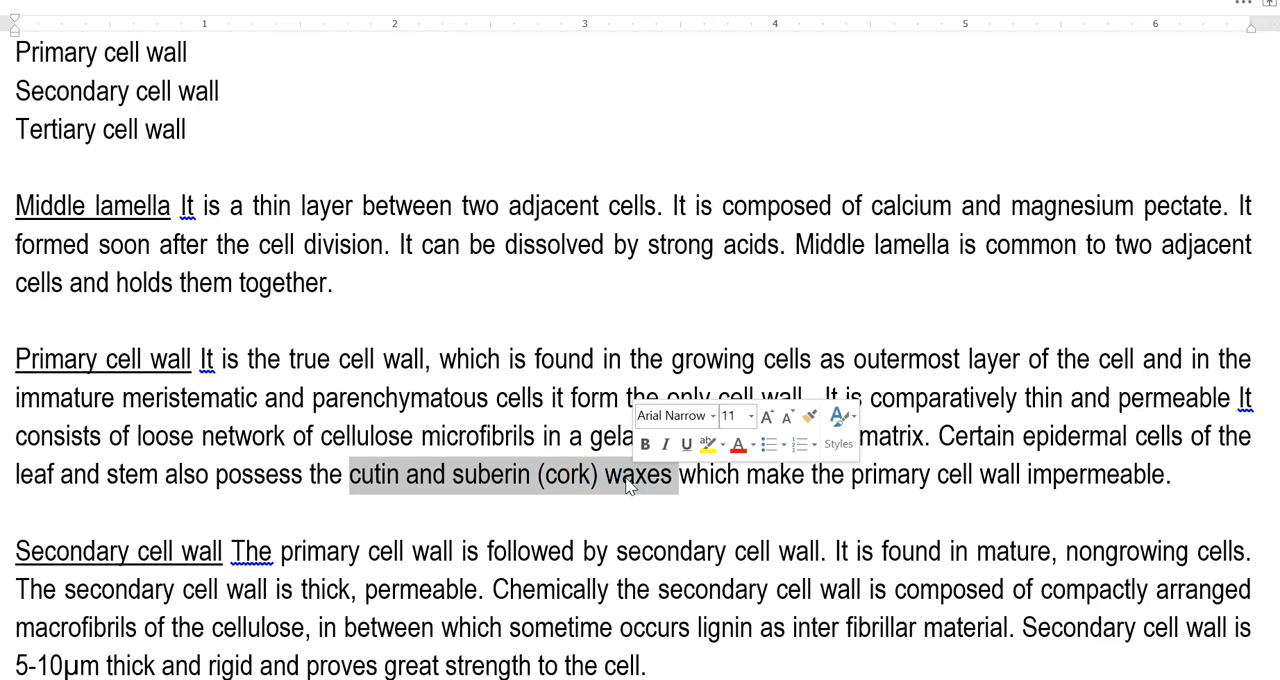 1 2 3 4 5 6
Primary cell wall
Secondary cell wall
Tertiary cell wall
Middle lamella It is a thin layer between two adjacent cells. It is composed of calcium and magnesium pectate. It
formed soon after the cell division. It can be dissolved by strong acids. Middle lamella is common to two adjacent
cells and holds them together.
Primary cell wall It is the true cell wall, which is found in the growing cells as outermost layer of the cell and in the
immature meristematic and parenchymatous cells it form the only cell wall. It is comparatively thin and permeable It
Arial Narrow 11 A A A
consists of loose network of cellulose microfibrils in a gela matrix. Certain epidermal cells of the
B I U ab A Styles
leaf and stem also possess the cutin and suberin (cork) waxes which make the primary cell wall impermeable.
Secondary cell wall The primary cell wall is followed by secondary cell wall. It is found in mature, nongrowing cells.
The secondary cell wall is thick, permeable. Chemically the secondary cell wall is composed of compactly arranged
macrofibrils of the cellulose, in between which sometime occurs lignin as inter fibrillar material. Secondary cell wall is
5-10µm thick and rigid and proves great strength to the cell.